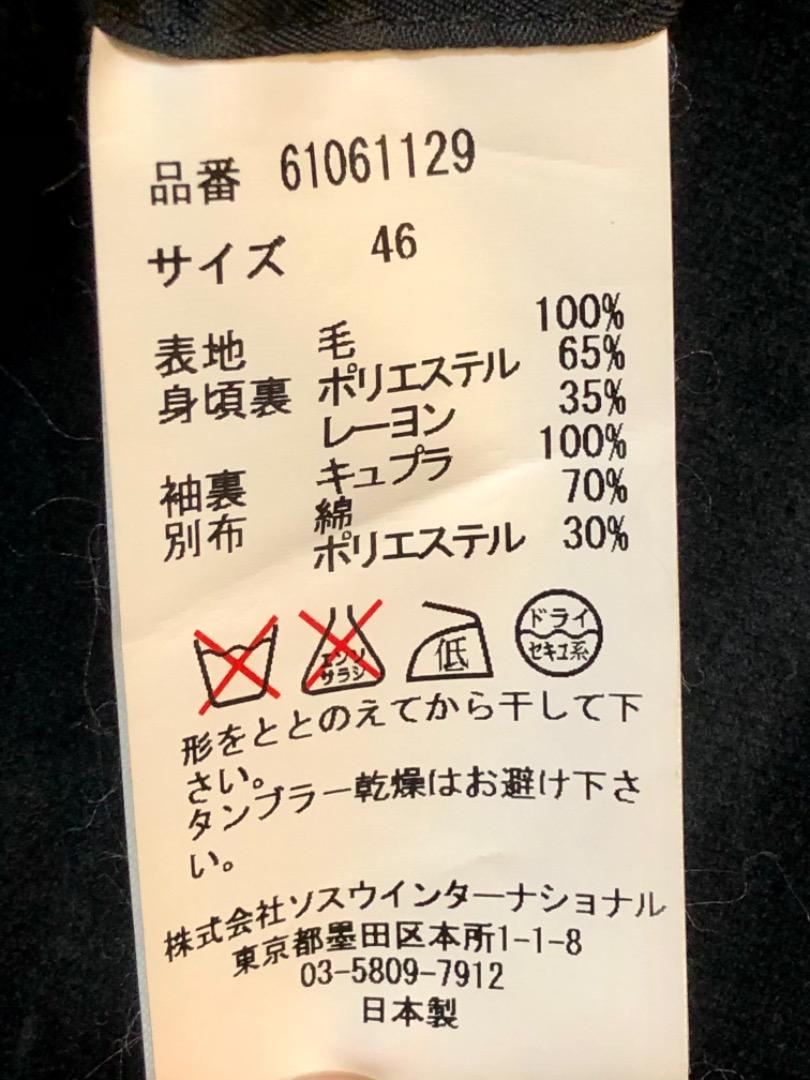 品番 61061129
サイズ 46
表地 毛 100%
身頃裏 ポリエステル 65%
レーヨン 35%
袖裏 キュプラ 100%
別布 綿 70%
ポリエステル 30%
エンソサラシ
低
ドライ
セキユ系
形をととのえてから干して下
さい。
タンブラー乾燥はお避け下さ
い。
株式会社ソスウインターナショナル
東京都墨田区本所1-1-8
03-5809-7912
日本製